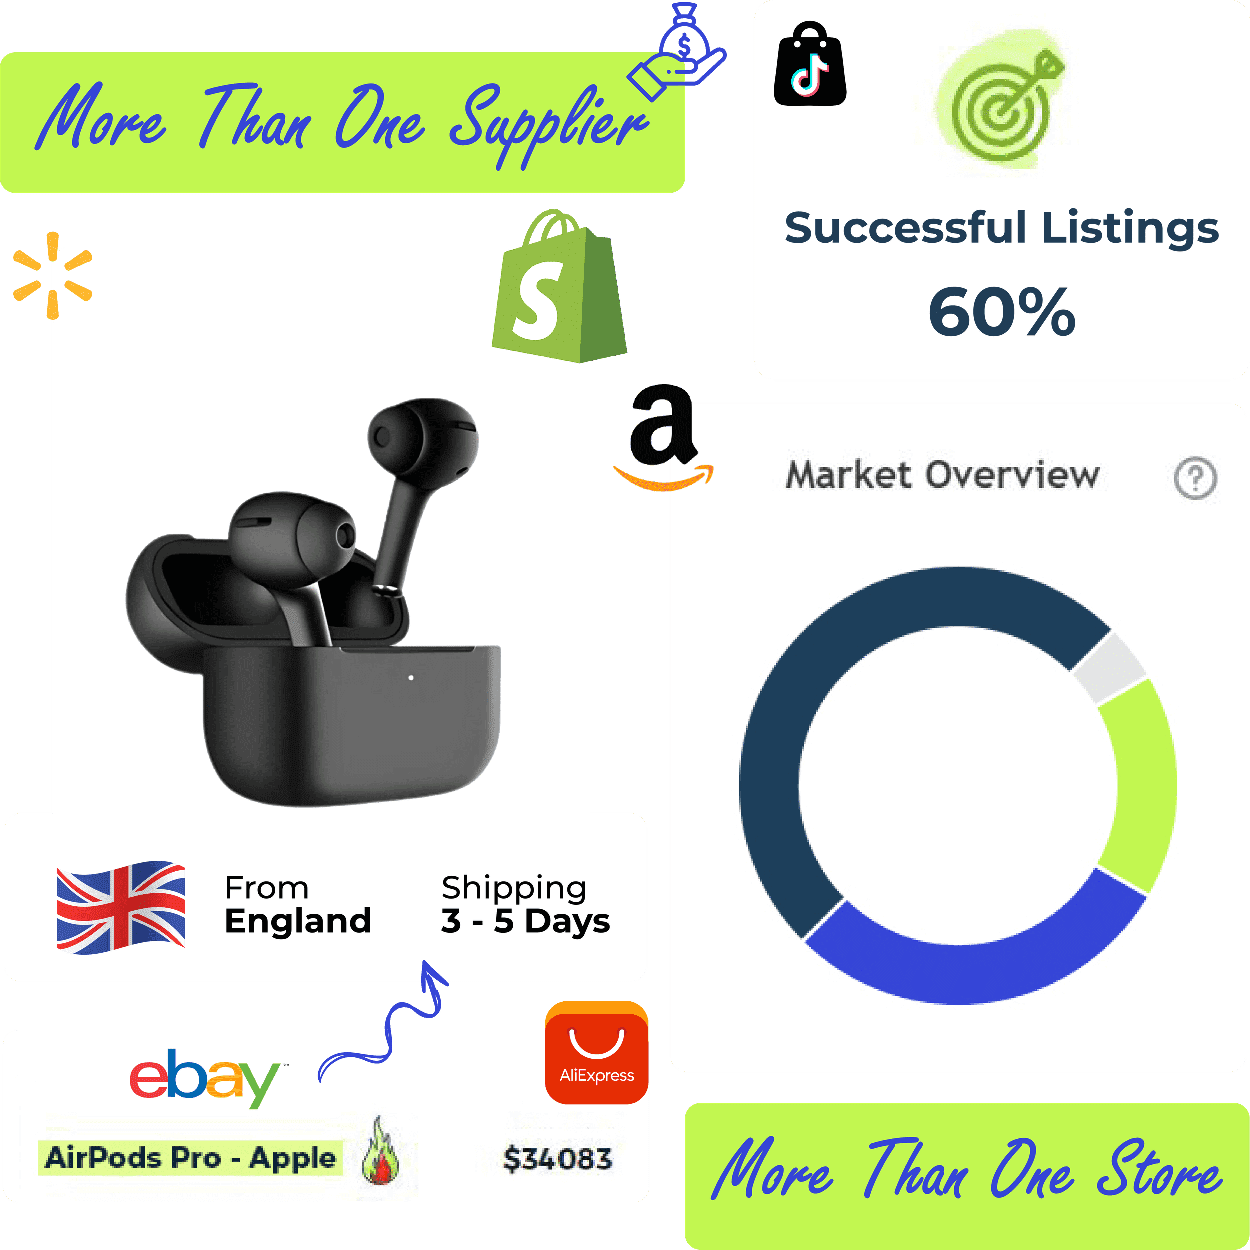 More Than One Supplier
$
Successful Listings
60%
S
a
Market Overview
?
From
England
Shipping
3 - 5 Days
ebay™
AliExpress
AirPods Pro - Apple
$34083
More Than One Store